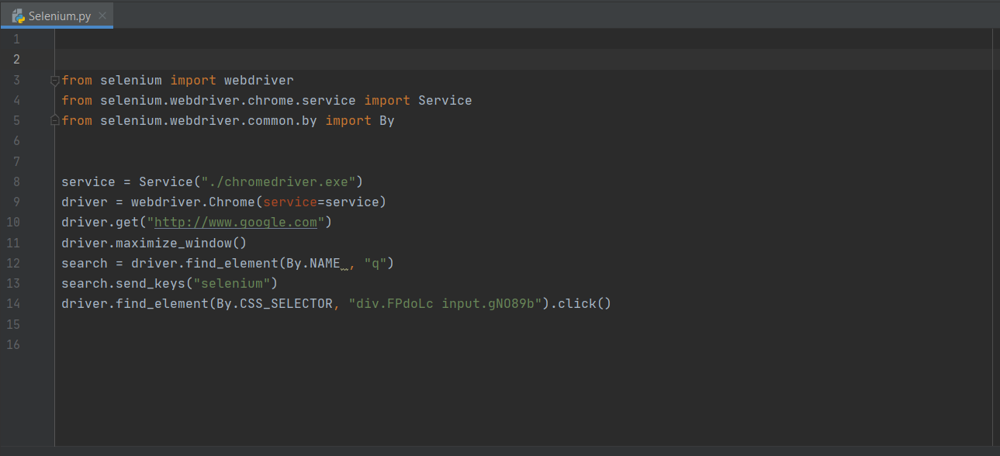 Selenium.py
1
2
3 from selenium import webdriver
4 from selenium.webdriver.chrome.service import Service
5 from selenium.webdriver.common.by import By
6
7
8 service = Service("./chromedriver.exe")
9 driver = webdriver.Chrome(service=service)
10 driver.get("http://www.google.com")
11 driver.maximize_window()
12 search = driver.find_element(By.NAME , "q")
13 search.send_keys("selenium")
14 driver.find_element(By.CSS_SELECTOR, "div.FPdoLc input.gNO89b").click()
15
16